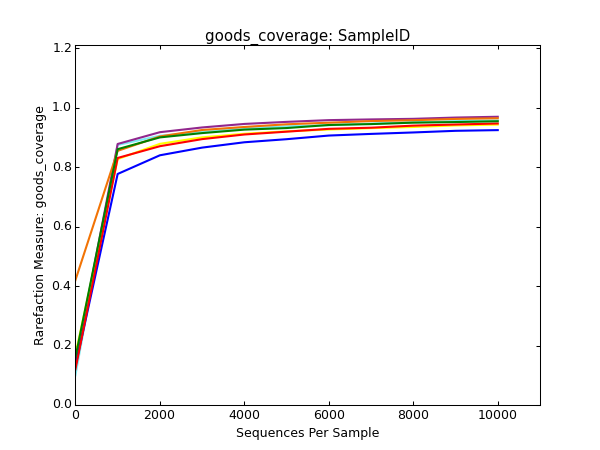 goods_coverage: SampleID
Rarefaction Measure: goods_coverage
1.2
1.0
0.8
0.6
0.4
0.2
0.0
0 2000 4000 6000 8000 10000
Sequences Per Sample